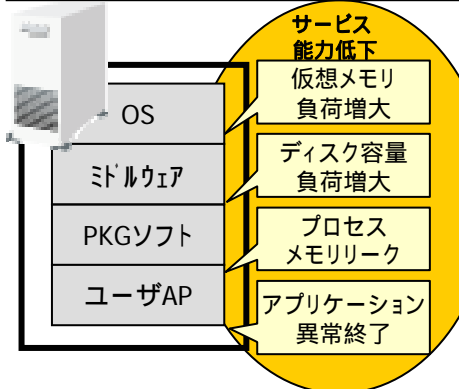 サービス
能力低下
仮想メモリ
負荷増大
OS
ディスク容量
負荷増大
ﾐﾄﾞﾙｳｪｱ
プロセス
メモリリーク
PKGソフト
アプリケーション
異常終了
ユーザAP